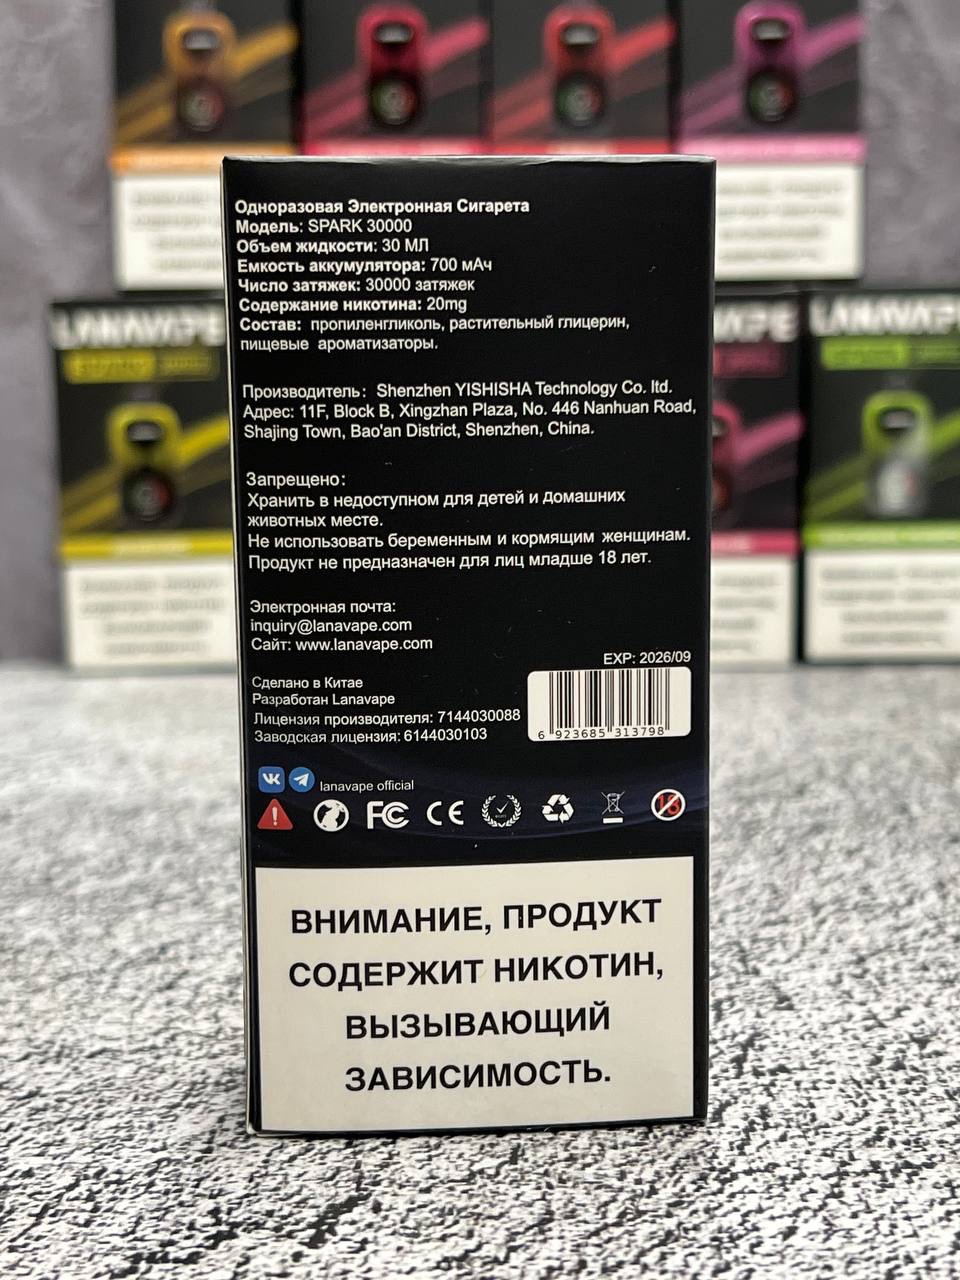 Одноразовая Электронная Сигарета
Модель: SPARK 30000
Объем жидкости: 30 МЛ
Емкость аккумулятора: 700 мАч
Число затяжек: 30000 затяжек
Содержание никотина: 20mg
Состав: пропиленгликоль, растительный глицерин,
пищевые ароматизаторы.
Производитель: Shenzhen YISHISHA Technology Co. ltd.
Адрес: 11F, Block B, Xingzhan Plaza, No. 446 Nanhuan Road,
Shajing Town, Bao'an District, Shenzhen, China.
Запрещено:
Хранить в недоступном для детей и домашних
животных месте.
Не использовать беременным и кормящим женщинам.
Продукт не предназначен для лиц младше 18 лет.
Электронная почта:
inquiry@lanavape.com
Сайт: www.lanavape.com
EXP: 2026/09
Сделано в Китае
Разработан Lanavape
Лицензия производителя: 7144030088
Заводская лицензия: 6144030103
6 923685 313798
lanavape official
FC CE 18
ВНИМАНИЕ, ПРОДУКТ
СОДЕРЖИТ НИКОТИН,
ВЫЗЫВАЮЩИЙ
ЗАВИСИМОСТЬ.
LANAVAPE